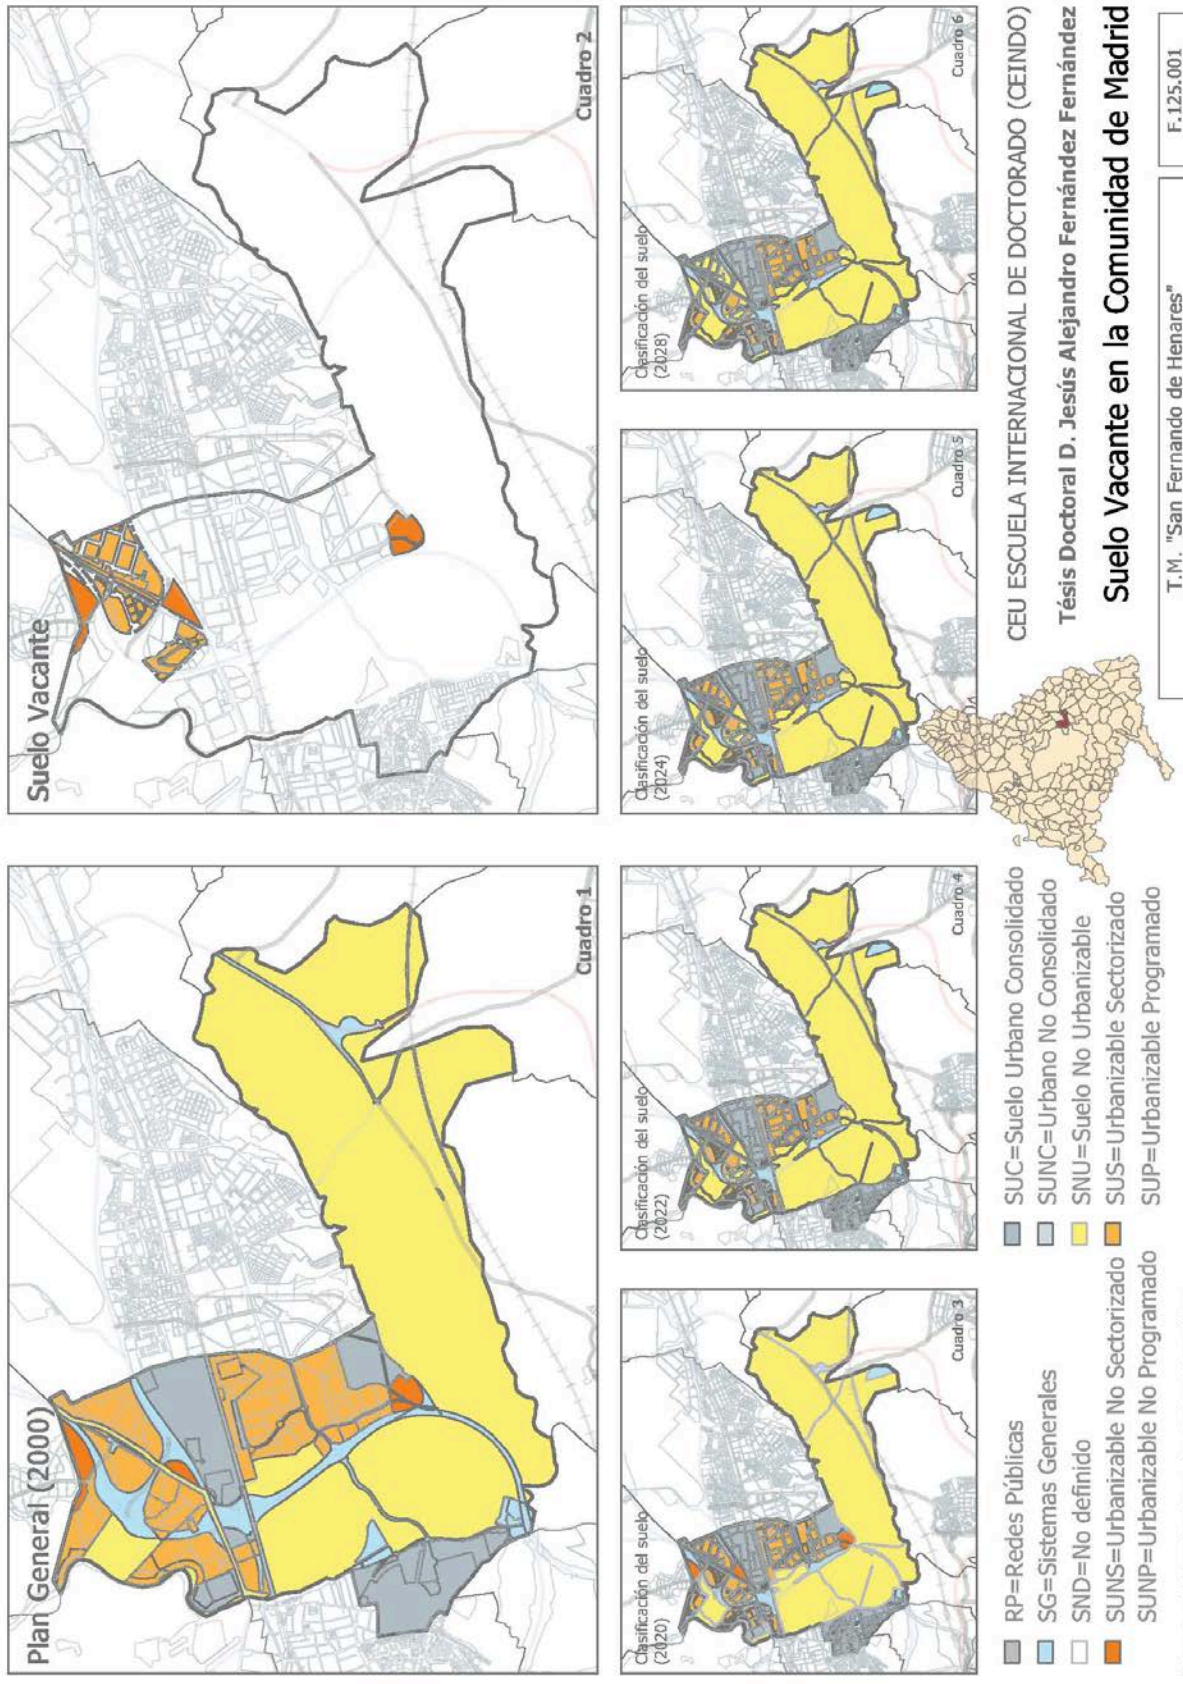 Plan General (2000)
Cuadro 1
Suelo Vacante
Cuadro 2
Clasificación del suelo
(2020)
Cuadro 3
Clasificación del suelo
(2022)
Cuadro 4
Clasificación del suelo
(2024)
Cuadro 5
Clasificación del suelo
(2028)
Cuadro 6
RP=Redes Públicas
SG=Sistemas Generales
SND=No definido
SUNS=Urbanizable No Sectorizado
SUNP=Urbanizable No Programado
SUC=Suelo Urbano Consolidado
SUNC=Urbano No Consolidado
SNU=Suelo No Urbanizable
SUS=Urbanizable Sectorizado
SUP=Urbanizable Programado
CEU ESCUELA INTERNACIONAL DE DOCTORADO (CEINDO)
Tésis Doctoral D. Jesús Alejandro Fernández Fernández
Suelo Vacante en la Comunidad de Madrid
T.M. "San Fernando de Henares"
F.125.001